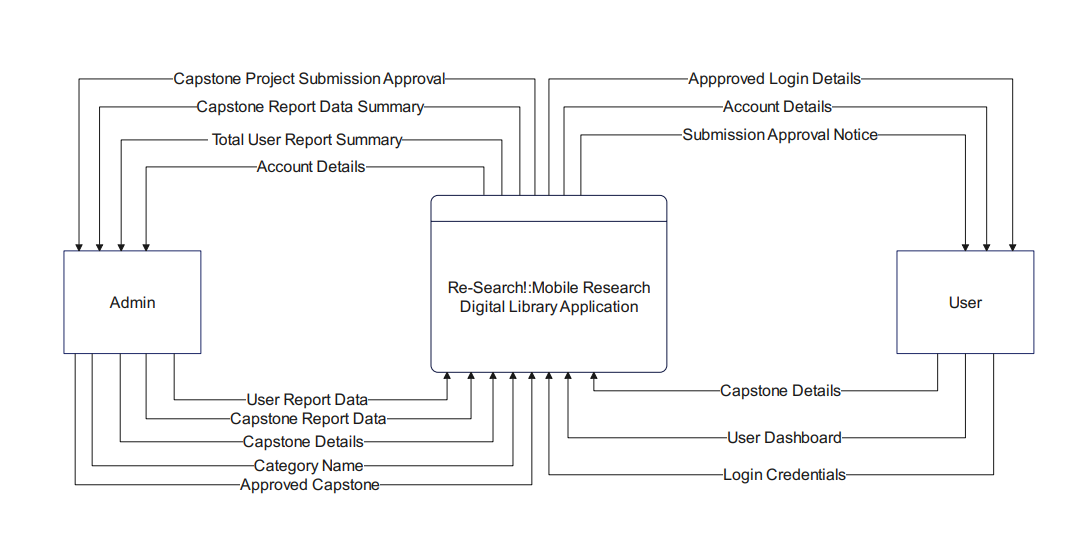 Capstone Project Submission Approval
Appproved Login Details
Capstone Report Data Summary
Account Details
Total User Report Summary
Submission Approval Notice
Account Details
Re-Search!:Mobile Research
Digital Library Application
Admin
User
User Report Data
Capstone Details
Capstone Report Data
Capstone Details
User Dashboard
Category Name
Login Credentials
Approved Capstone